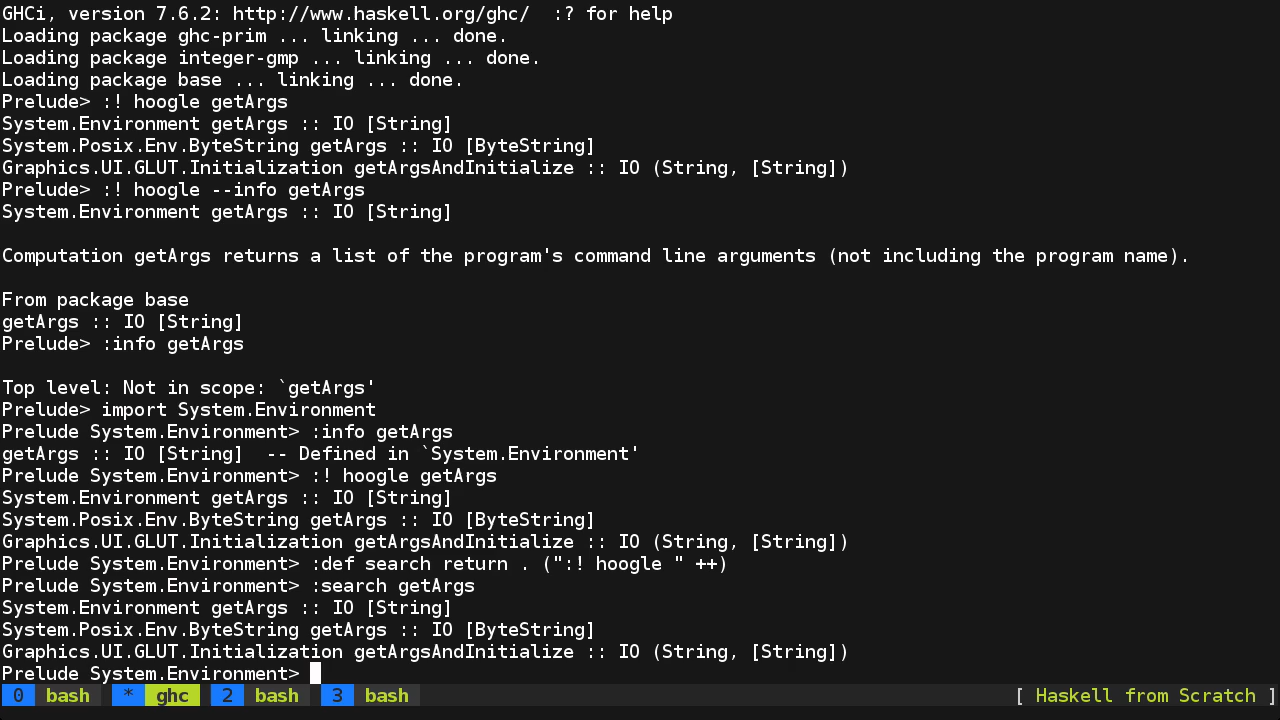 GHCi, version 7.6.2: http://www.haskell.org/ghc/  :? for help
Loading package ghc-prim ... linking ... done.
Loading package integer-gmp ... linking ... done.
Loading package base ... linking ... done.
Prelude> :! hoogle getArgs
System.Environment getArgs :: IO [String]
System.Posix.Env.ByteString getArgs :: IO [ByteString]
Graphics.UI.GLUT.Initialization getArgsAndInitialize :: IO (String, [String])
Prelude> :! hoogle --info getArgs
System.Environment getArgs :: IO [String]
Computation getArgs returns a list of the program's command line arguments (not including the program name).
From package base
getArgs :: IO [String]
Prelude> :info getArgs
Top level: Not in scope: `getArgs'
Prelude> import System.Environment
Prelude System.Environment> :info getArgs
getArgs :: IO [String]  -- Defined in `System.Environment'
Prelude System.Environment> :! hoogle getArgs
System.Environment getArgs :: IO [String]
System.Posix.Env.ByteString getArgs :: IO [ByteString]
Graphics.UI.GLUT.Initialization getArgsAndInitialize :: IO (String, [String])
Prelude System.Environment> :def search return . (":! hoogle " ++)
Prelude System.Environment> :search getArgs
System.Environment getArgs :: IO [String]
System.Posix.Env.ByteString getArgs :: IO [ByteString]
Graphics.UI.GLUT.Initialization getArgsAndInitialize :: IO (String, [String])
Prelude System.Environment>
0 bash * ghc 2 bash 3 bash [ Haskell from Scratch ]